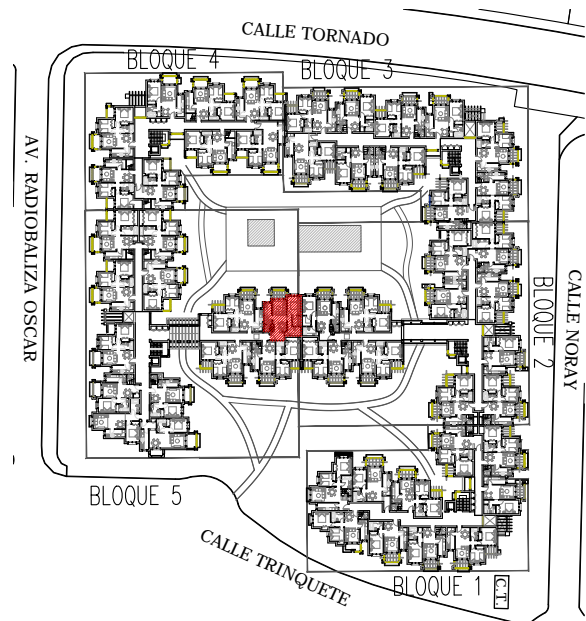 CALLE TORNADO
BLOQUE 4
BLOQUE 3
AV. RADIOBALIZA OSCAR
BLOQUE 2
CALLE NORAY
BLOQUE 5
CALLE TRINQUETE
BLOQUE 1
C.T.